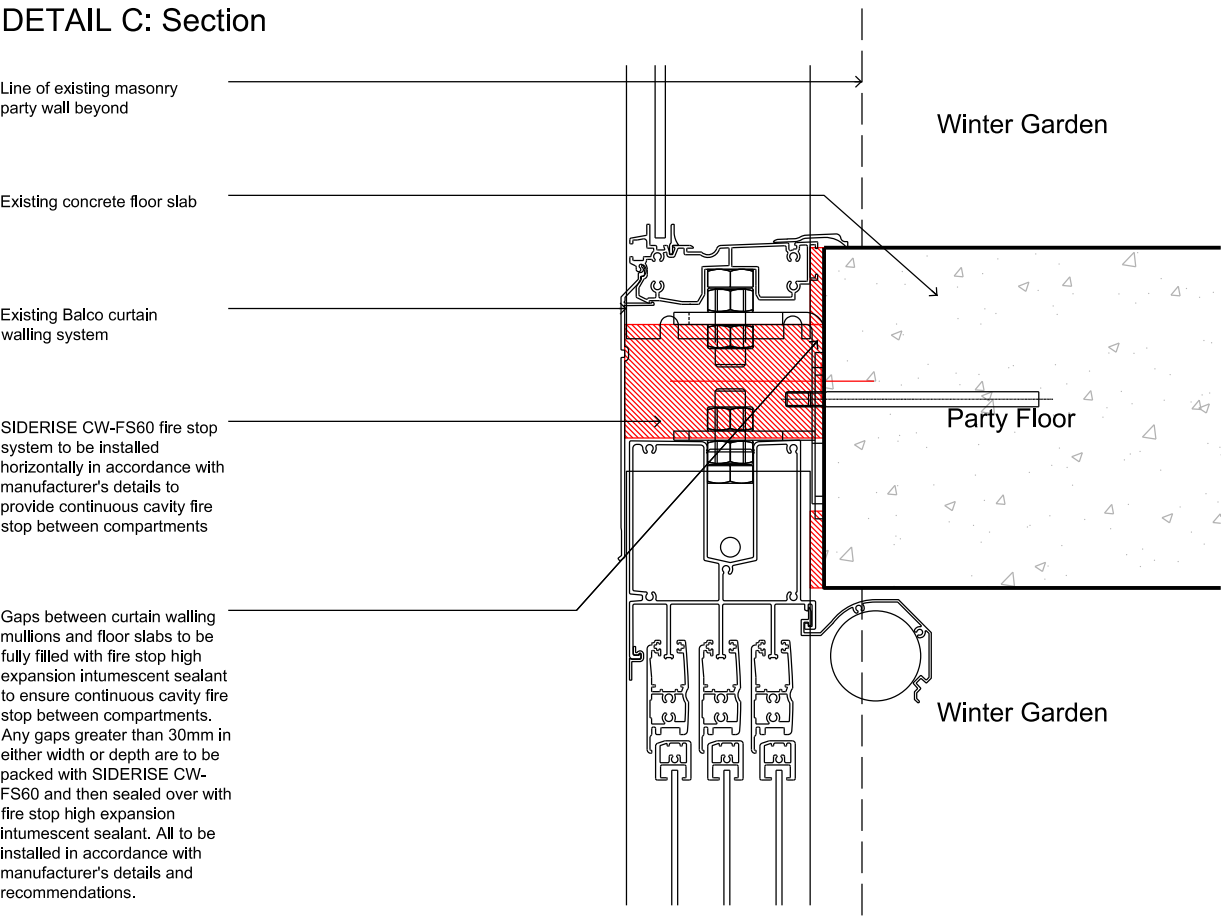 DETAIL C: Section
Line of existing masonry
party wall beyond
Winter Garden
Existing concrete floor slab
Existing Balco curtain
walling system
Party Floor
SIDERISE CW-FS60 fire stop
system to be installed
horizontally in accordance with
manufacturer's details to
provide continuous cavity fire
stop between compartments
Gaps between curtain walling
mullions and floor slabs to be
fully filled with fire stop high
expansion intumescent sealant
to ensure continuous cavity fire
stop between compartments.
Any gaps greater than 30mm in
either width or depth are to be
packed with SIDERISE CW-
FS60 and then sealed over with
fire stop high expansion
intumescent sealant. All to be
installed in accordance with
manufacturer's details and
recommendations.
Winter Garden